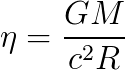 η = GM / c²R